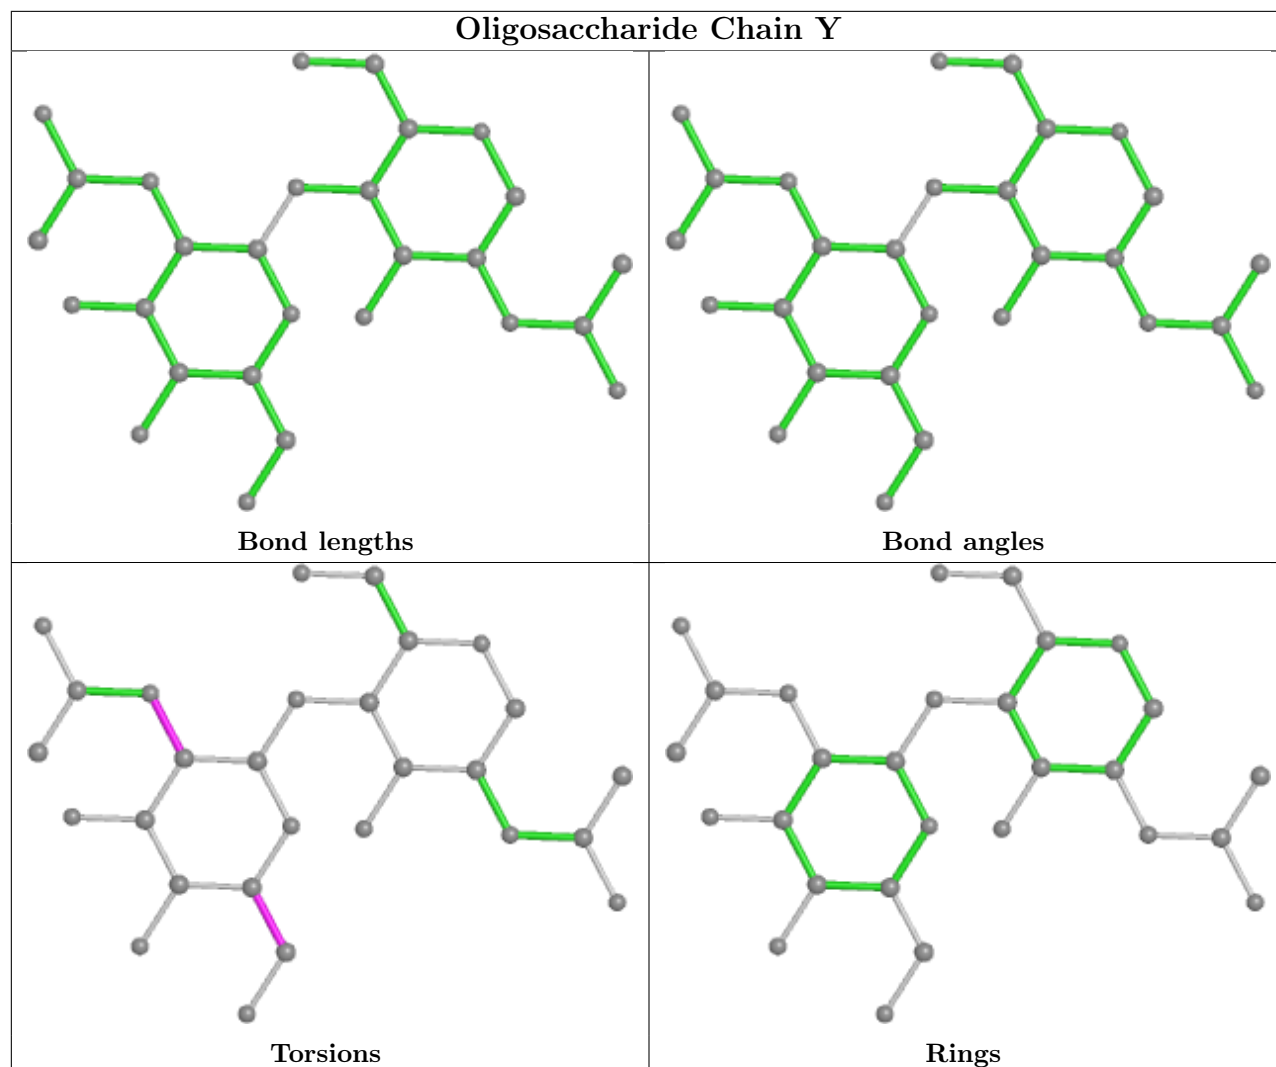 Oligosaccharide Chain Y
Bond lengths
Bond angles
Torsions
Rings